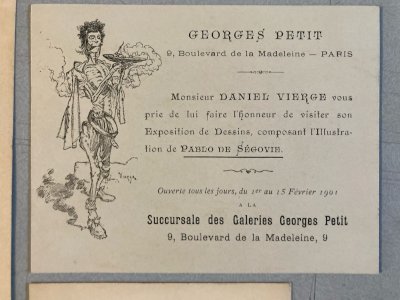 GEORGES PETIT
9, Boulevard de la Madeleine — PARIS
Monsieur DANIEL VIERGE vous
prie de lui faire l'honneur de visiter son
Exposition de Dessins, composant l'Illustra-
tion de PABLO DE SÉGOVIE.
Ouverte tous les jours, du 1er au 15 Février 1901
A LA
Succursale des Galeries Georges Petit
9, Boulevard de la Madeleine, 9
Vierge